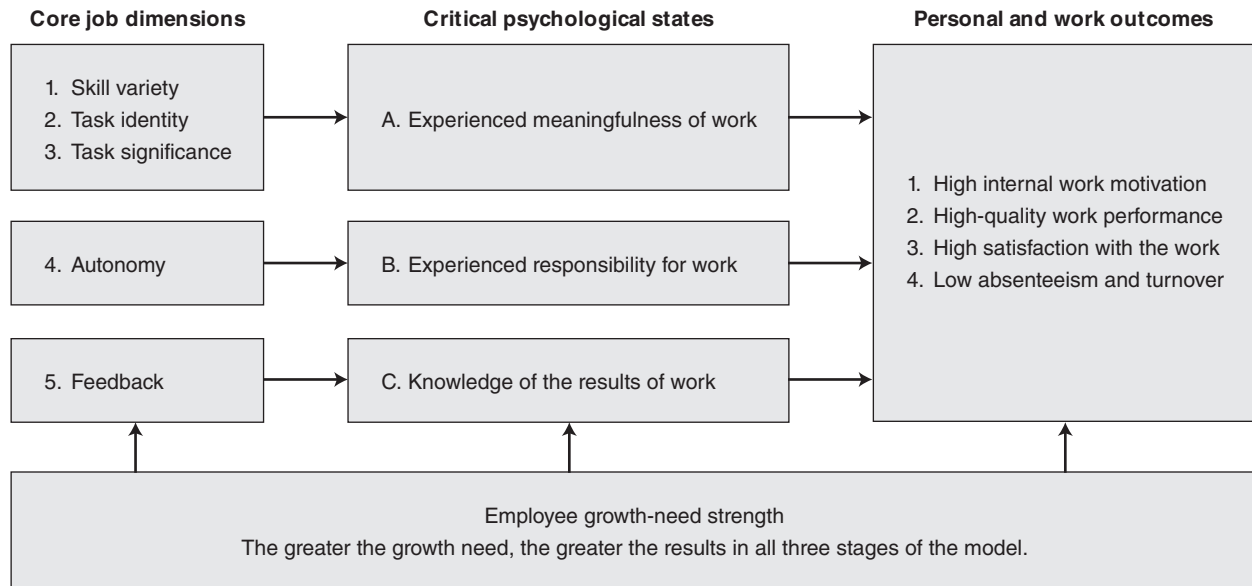 Core job dimensions
Critical psychological states
Personal and work outcomes
1. Skill variety
2. Task identity
3. Task significance
A. Experienced meaningfulness of work
4. Autonomy
B. Experienced responsibility for work
5. Feedback
C. Knowledge of the results of work
1. High internal work motivation
2. High-quality work performance
3. High satisfaction with the work
4. Low absenteeism and turnover
Employee growth-need strength
The greater the growth need, the greater the results in all three stages of the model.